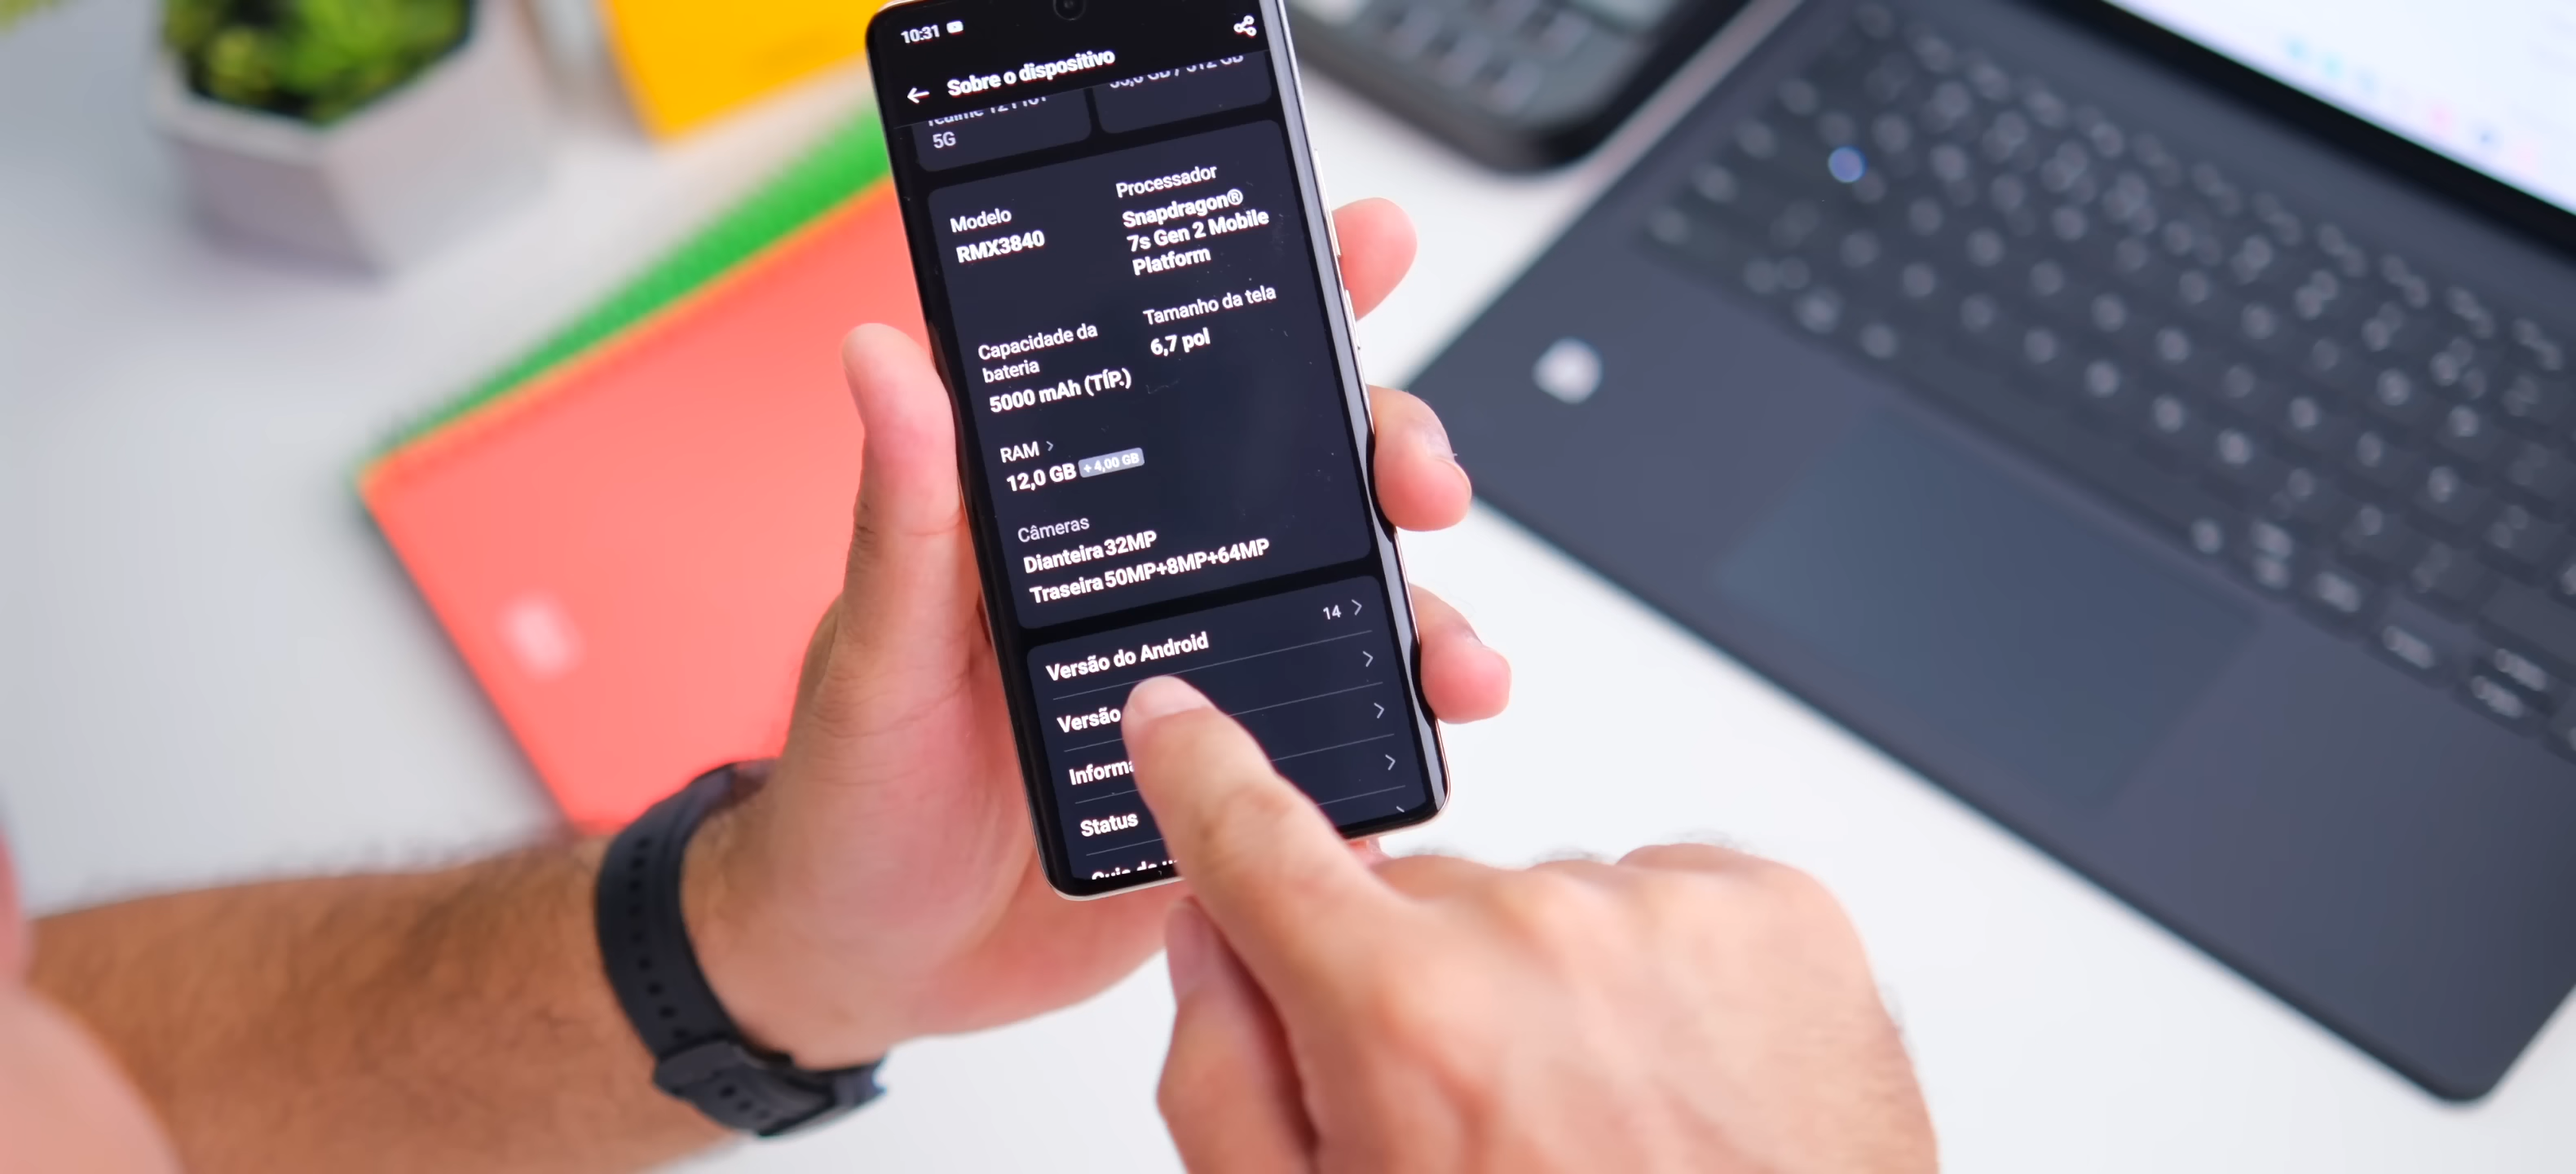 10:31
Sobre o dispositivo
5G
Modelo
RMX3840
Processador
Snapdragon®
7s Gen 2 Mobile
Platform
Capacidade da
bateria
5000 mAh (TÍP.)
Tamanho da tela
6,7 pol
RAM >
12,0 GB + 4,00 GB
Câmeras
Dianteira 32MP
Traseira 50MP+8MP+64MP
Versão do Android 14 >
Versão
Status